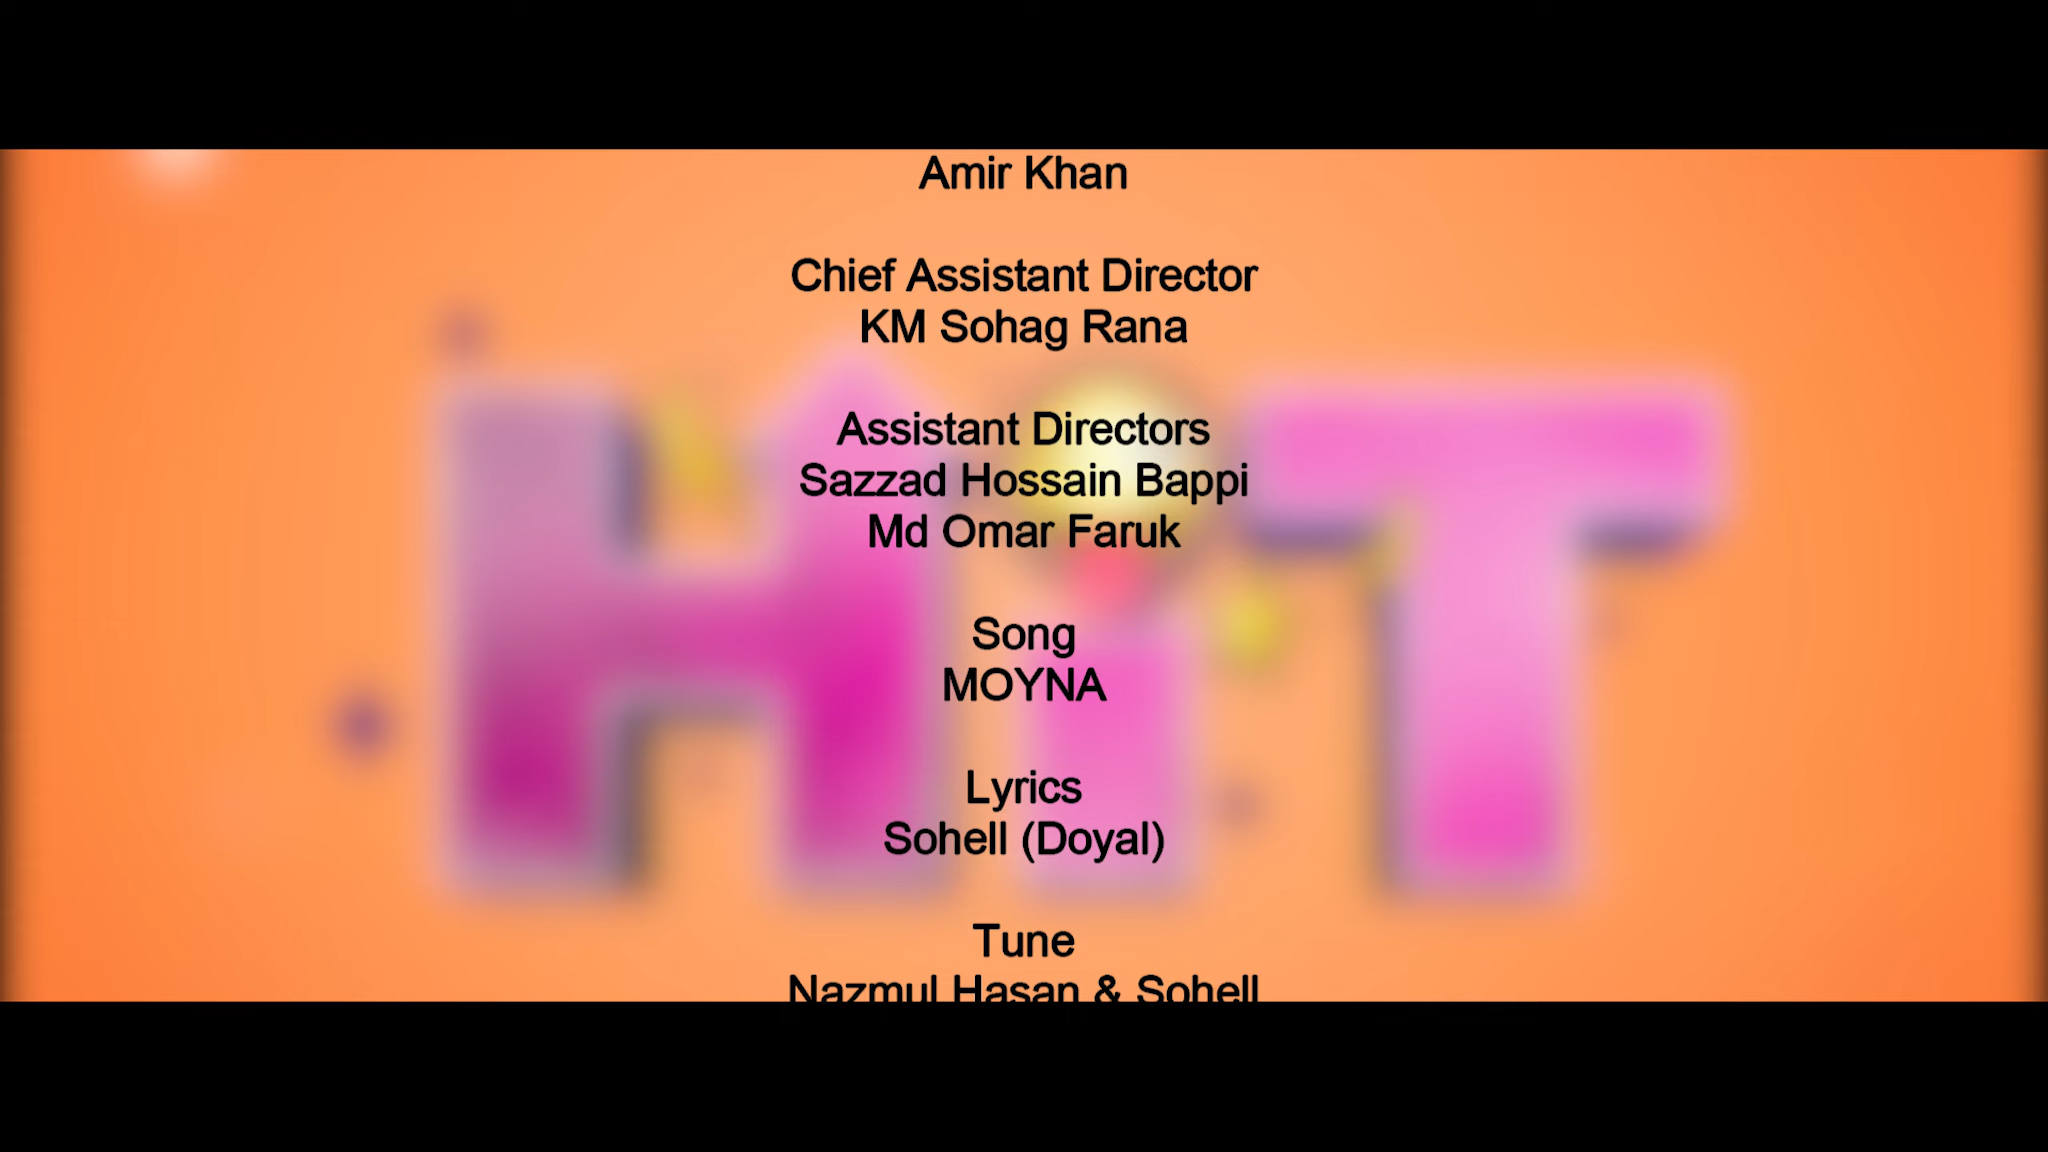 Amir Khan
Chief Assistant Director
KM Sohag Rana
Assistant Directors
Sazzad Hossain Bappi
Md Omar Faruk
HiT
Song
MOYNA
Lyrics
Sohell (Doyal)
Tune
Nazmul Hasan & Sohell